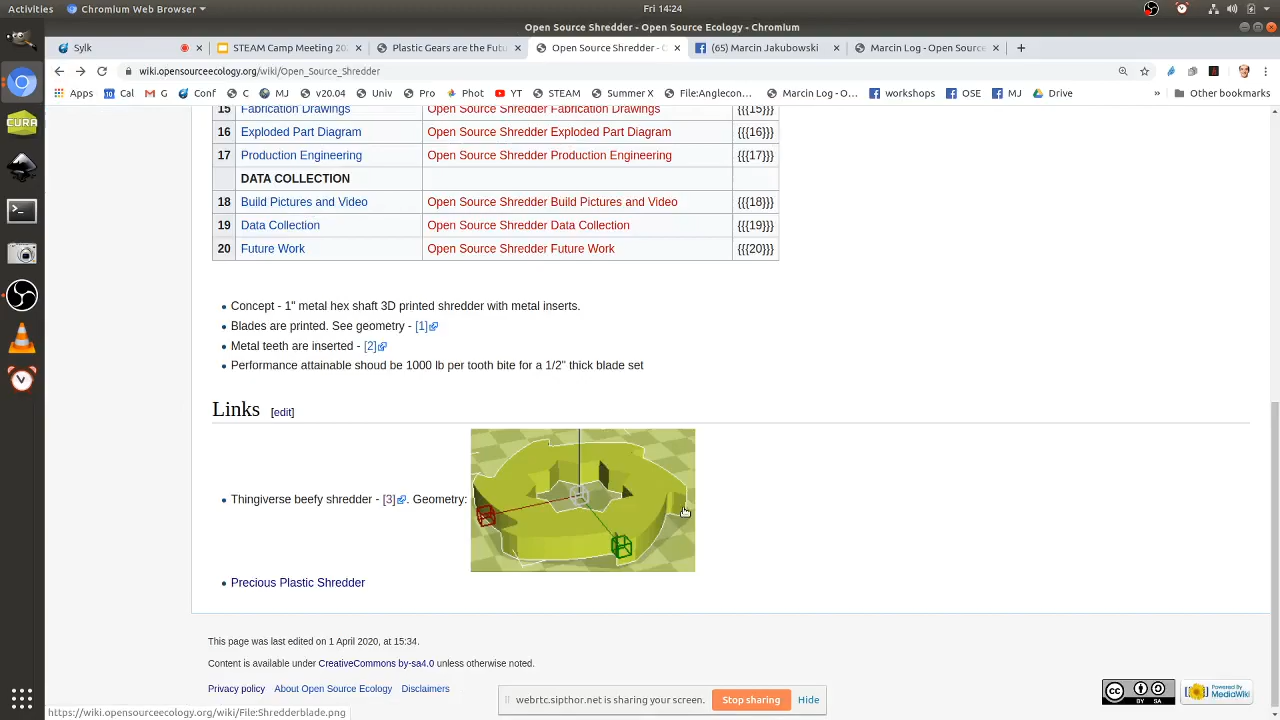 Activities
Chromium Web Browser
Fri 14:24
Open Source Shredder - Open Source Ecology - Chromium
Sylk
STEAM Camp Meeting 202
Plastic Gears are the Futu
Open Source Shredder - O
(65) Marcin Jakubowski
Marcin Log - Open Source
wiki.opensourceecology.org/wiki/Open_Source_Shredder
Apps
Cal
G
Conf
C
MJ
v20.04
Univ
Pro
Phot
YT
STEAM
Summer X
File:Anglecon...
Marcin Log - O...
workshops
OSE
MJ
Drive
»
Other bookmarks
15 Fabrication Drawings Open Source Shredder Fabrication Drawings {{{15}}}
16 Exploded Part Diagram Open Source Shredder Exploded Part Diagram {{{16}}}
17 Production Engineering Open Source Shredder Production Engineering {{{17}}}
DATA COLLECTION
18 Build Pictures and Video Open Source Shredder Build Pictures and Video {{{18}}}
19 Data Collection Open Source Shredder Data Collection {{{19}}}
20 Future Work Open Source Shredder Future Work {{{20}}}
Concept - 1" metal hex shaft 3D printed shredder with metal inserts.
Blades are printed. See geometry - [1]
Metal teeth are inserted - [2]
Performance attainable shoud be 1000 lb per tooth bite for a 1/2" thick blade set
Links [edit]
Thingiverse beefy shredder - [3]. Geometry:
Precious Plastic Shredder
This page was last edited on 1 April 2020, at 15:34.
Content is available under CreativeCommons by-sa4.0 unless otherwise noted.
Privacy policy About Open Source Ecology Disclaimers
webrtc.sipthor.net is sharing your screen. Stop sharing Hide
https://wiki.opensourceecology.org/wiki/File:Shredderblade.png
CURA
cc BY SA
Powered By MediaWiki